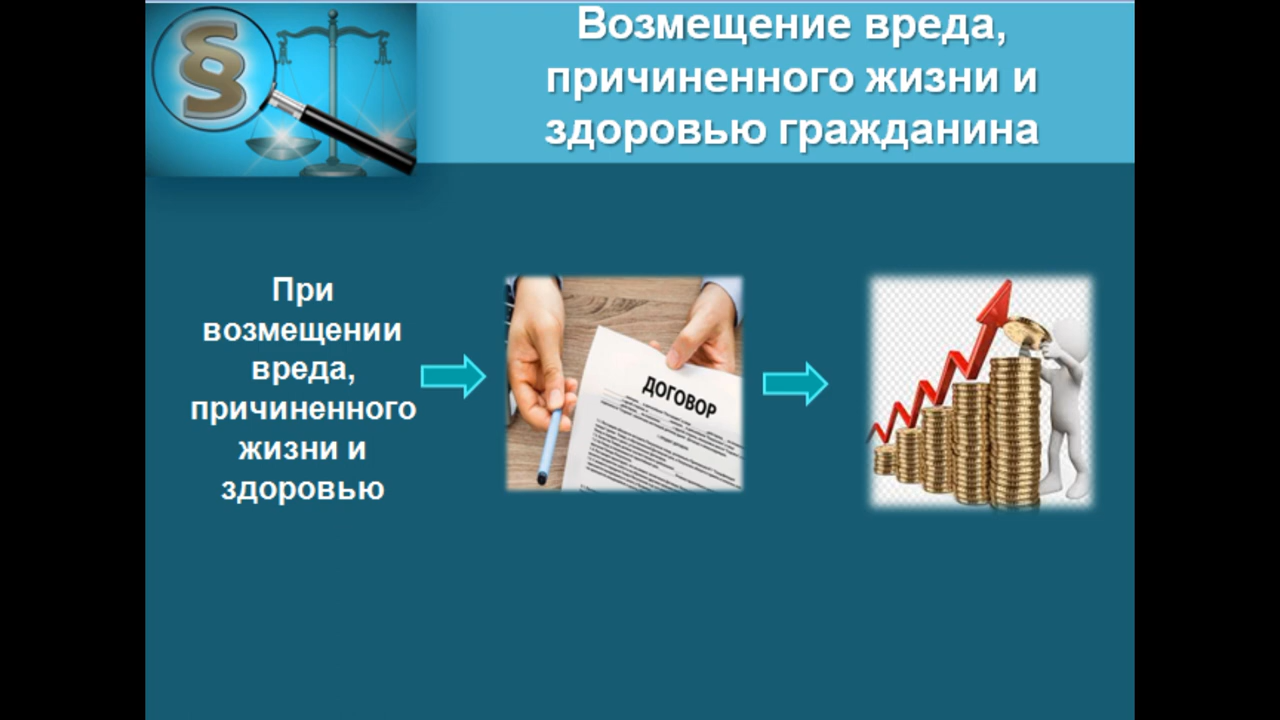 Возмещение вреда,
причиненного жизни и
здоровью гражданина
§
При
возмещении
вреда,
причиненного
жизни и
здоровью
ДОГОВОР